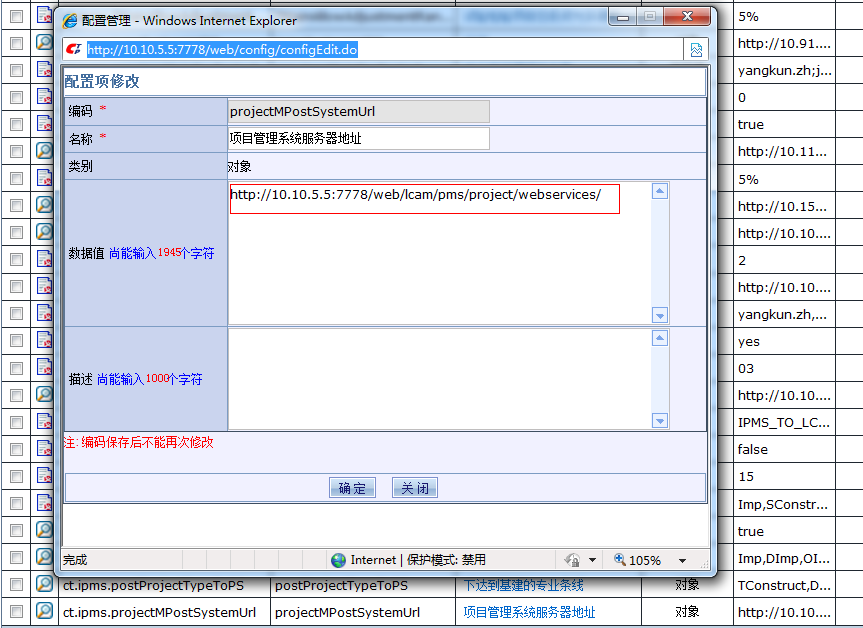 配置管理 - Windows Internet Explorer
http://10.10.5.5:7778/web/config/configEdit.do
配置项修改
编码 *
projectMPostSystemUrl
名称 *
项目管理系统服务器地址
类别
对象
数据值 尚能输入1945个字符
http://10.10.5.5:7778/web/lcam/pms/project/webservices/
描述 尚能输入1000个字符
注: 编码保存后不能再次修改
确 定
关 闭
完成
Internet | 保护模式: 禁用
105%
5%
http://10.91....
yangkun.zh;j...
0
true
http://10.11...
5%
http://10.15...
http://10.10....
2
http://10.10....
yangkun.zh,...
yes
03
http://10.10....
IPMS_TO_LC...
false
15
Imp,SConstr...
true
Imp,DImp,OI...
ct.ipms.postProjectTypeToPS postProjectTypeToPS 下达到基建的专业条线 对象 TConstruct,D...
ct.ipms.projectMPostSystemUrl projectMPostSystemUrl 项目管理系统服务器地址 对象 http://10.10....